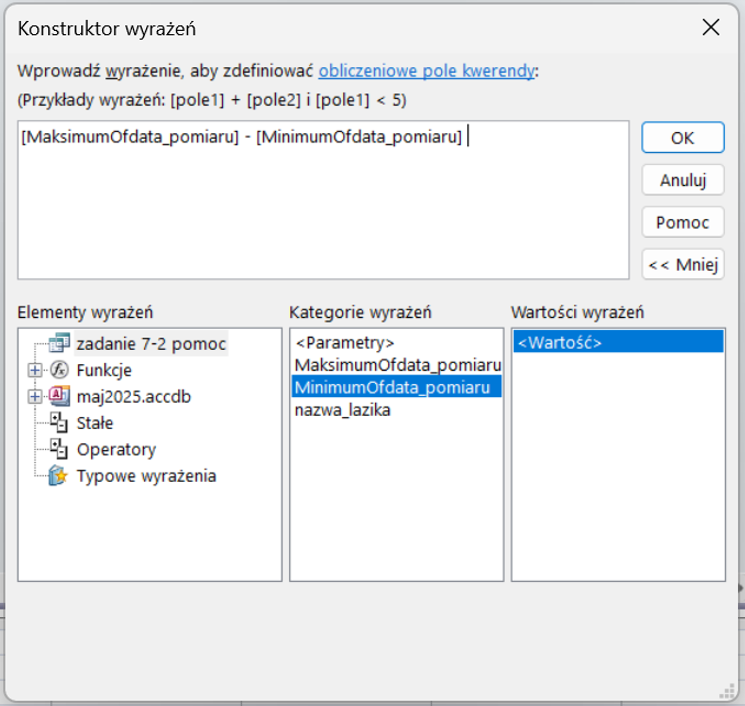 Konstruktor wyrażeń
Wprowadź wyrażenie, aby zdefiniować obliczeniowe pole kwerendy:
(Przykłady wyrażeń: [pole1] + [pole2] i [pole1] < 5)
[MaksimumOfdata_pomiaru] - [MinimumOfdata_pomiaru]
OK
Anuluj
Pomoc
<< Mniej
Elementy wyrażeń
zadanie 7-2 pomoc
Funkcje
maj2025.accdb
Stałe
Operatory
Typowe wyrażenia
Kategorie wyrażeń
<Parametry>
MaksimumOfdata_pomiaru
MinimumOfdata_pomiaru
nazwa_lazika
Wartości wyrażeń
<Wartość>